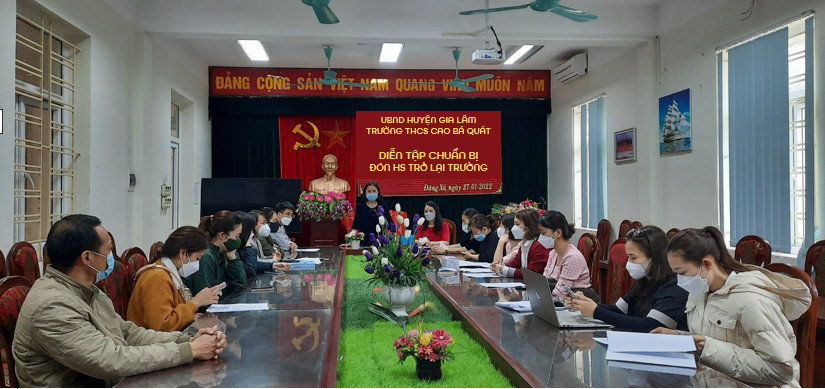 ĐẢNG CỘNG SẢN VIỆT NAM QUANG VINH MUÔN NĂM
UBND HUYỆN GIA LÂM
TRƯỜNG THCS CAO BÁ QUÁT
DIỄN TẬP CHUẨN BỊ
ĐÓN HS TRỞ LẠI TRƯỜNG
Đặng Xá, ngày 27-01-2022